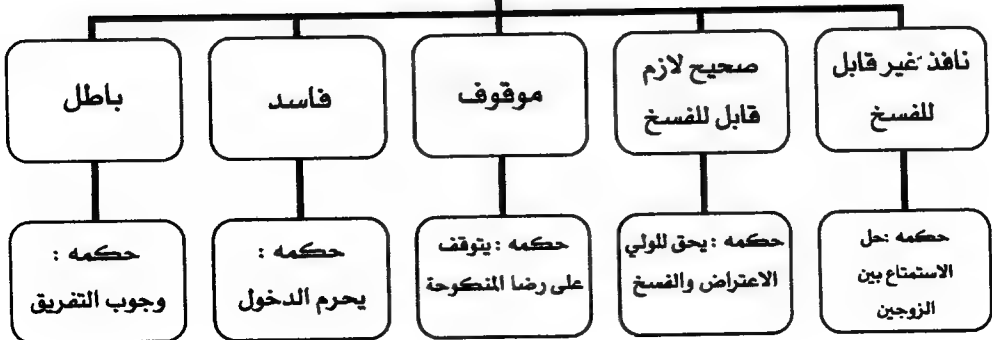 نافذ غير قابل
للفسخ
صحيح لازم
قابل للفسخ
موقوف
فاسد
باطل
حكمه :حل
الاستمتاع بين
الزوجين
حكمه : يحق للولي
الاعتراض والفسخ
حكمه : يتوقف
على رضا المنكوحة
حكمه :
يحرم الدخول
حكمه :
وجوب التفريق